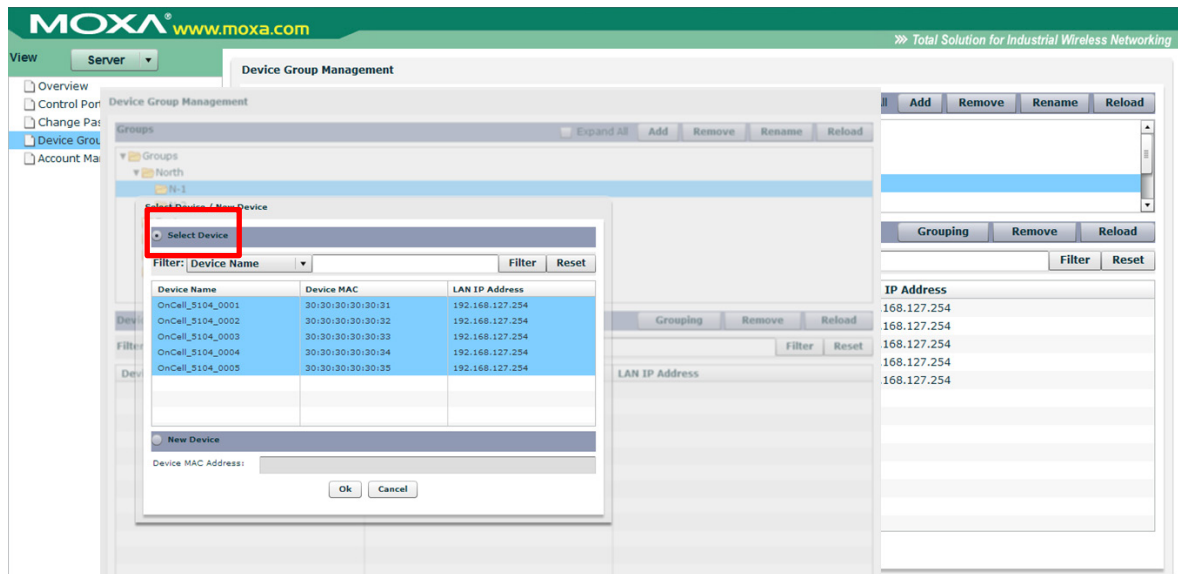 MOXA® www.moxa.com
Total Solution for Industrial Wireless Networking
View Server
Overview
Control Por
Change Pas
Device Grou
Account Ma
Device Group Management
Add Remove Rename Reload
Grouping Remove Reload
Filter Reset
IP Address
.168.127.254
.168.127.254
.168.127.254
.168.127.254
.168.127.254
Device Group Management
Groups Expand All Add Remove Rename Reload
Groups
North
N-1
Grouping Remove Reload
Filter Filter Reset
Dev LAN IP Address
Select Device / New Device
Select Device
Filter: Device Name Filter Reset
Device Name Device MAC LAN IP Address
OnCell_5104_0001 30:30:30:30:30:31 192.168.127.254
OnCell_5104_0002 30:30:30:30:30:32 192.168.127.254
OnCell_5104_0003 30:30:30:30:30:33 192.168.127.254
OnCell_5104_0004 30:30:30:30:30:34 192.168.127.254
OnCell_5104_0005 30:30:30:30:30:35 192.168.127.254
New Device
Device MAC Address:
Ok Cancel